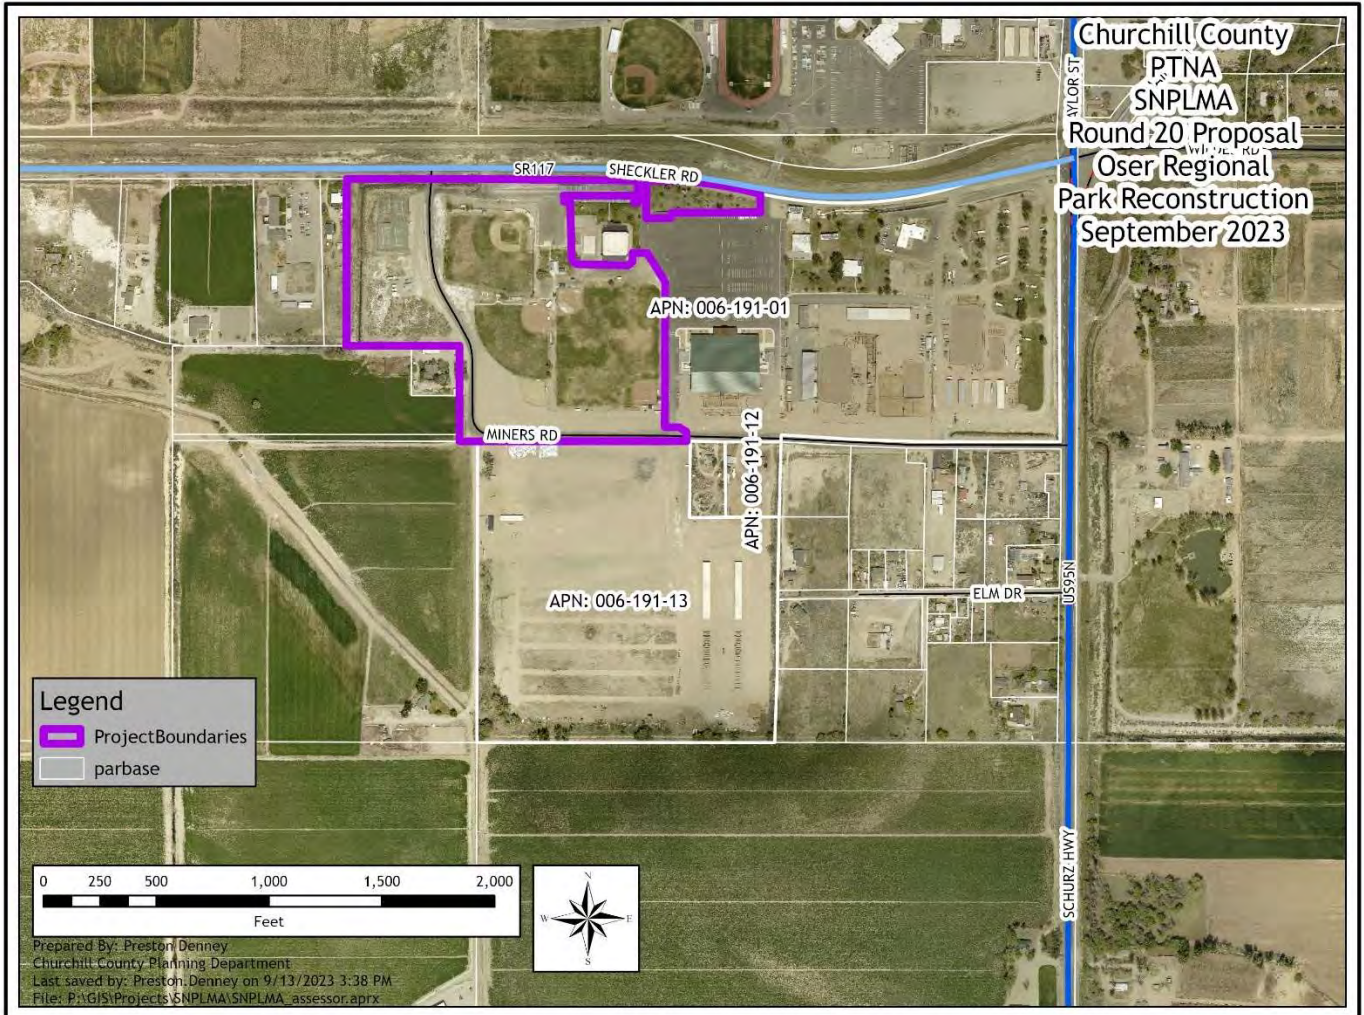 Churchill County
PTNA
SNPLMA
Round 20 Proposal
Oser Regional
Park Reconstruction
September 2023
SR117
SHECKLER RD
APN: 006-191-01
MINERS RD
APN: 006-191-12
APN: 006-191-13
ELM DR
US95N
SCHURZ HWY
Legend
ProjectBoundaries
parbase
0 250 500 1,000 1,500 2,000
Feet
N
W E
S
Prepared By: Preston Denney
Churchill County Planning Department
Last saved by: Preston.Denney on 9/13/2023 3:38 PM
File: P:\GIS\Projects\SNPLMA\SNPLMA_assessor.aprx